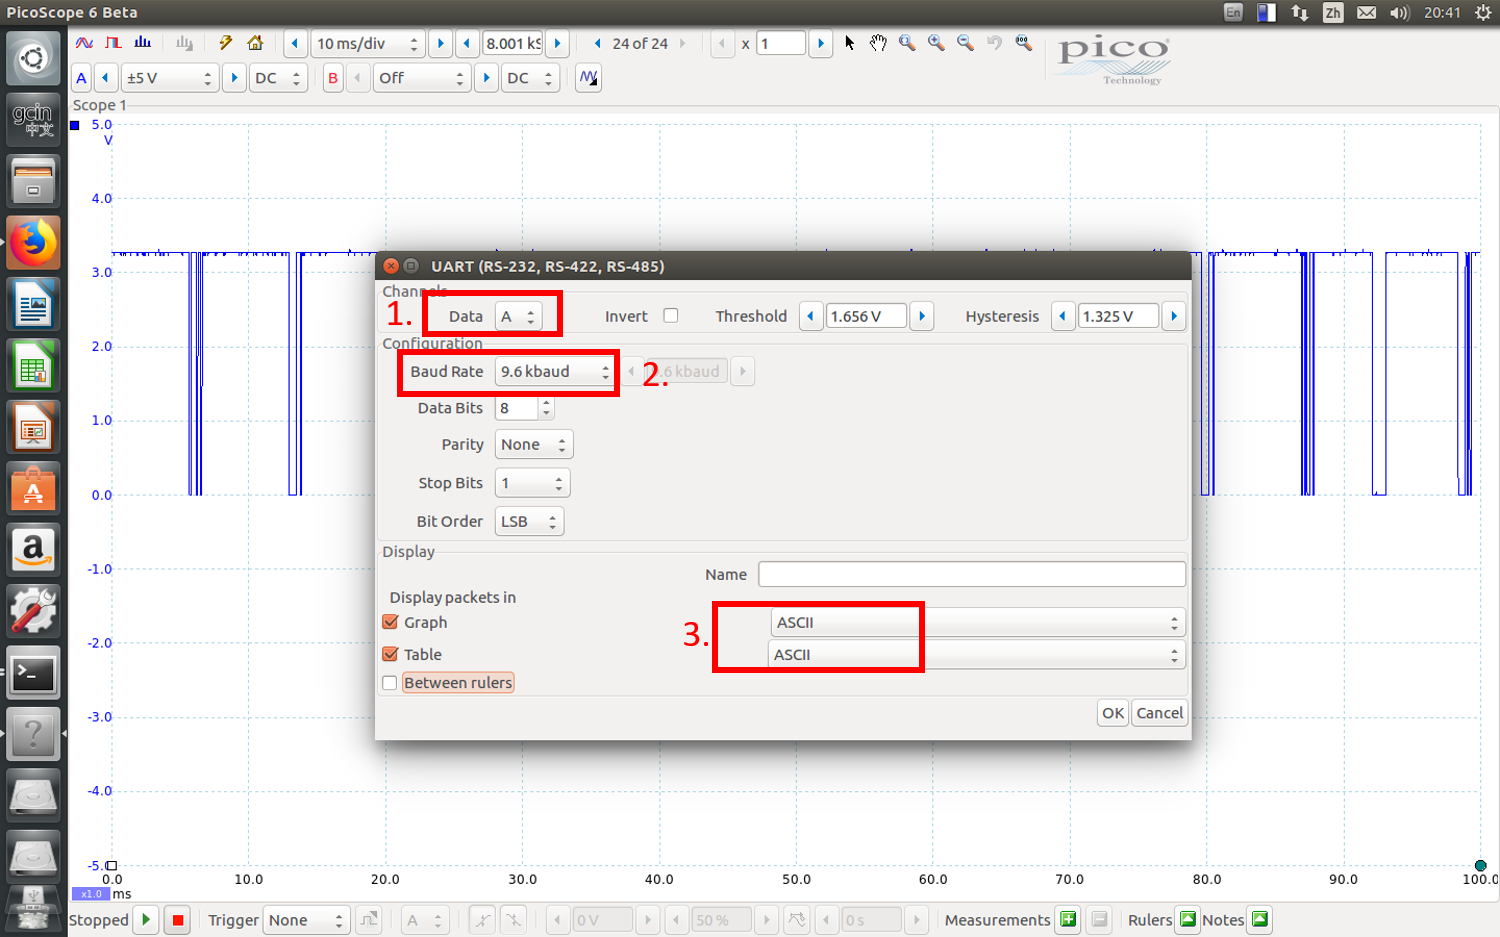 PicoScope 6 Beta
En
Zh
20:41
10 ms/div
8.001 kS
24 of 24
x 1
pico
Technology
A ±5 V DC B Off DC
Scope 1
5.0
V
4.0
3.0
2.0
1.0
0.0
-1.0
-2.0
-3.0
-4.0
-5.0
gcin
中文
UART (RS-232, RS-422, RS-485)
Channels
1. Data A Invert Threshold 1.656 V Hysteresis 1.325 V
Configuration
Baud Rate 9.6 kbaud 2. 9.6 kbaud
Data Bits 8
Parity None
Stop Bits 1
Bit Order LSB
Display
Name
Display packets in
Graph ASCII
3.
Table ASCII
Between rulers
OK Cancel
0.0 10.0 20.0 30.0 40.0 50.0 60.0 70.0 80.0 90.0 100.0
x1.0 ms
Stopped Trigger None A 0 V 50 % 0 s Measurements Rulers Notes